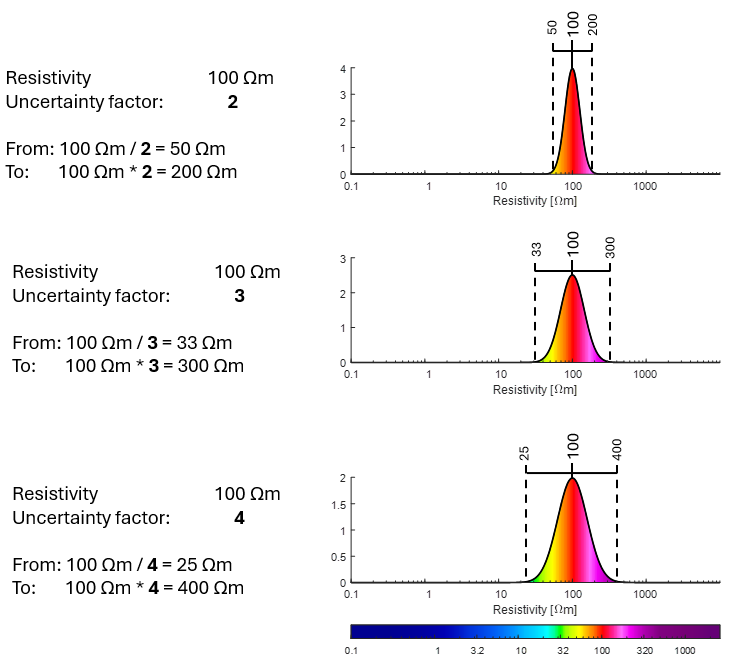 Resistivity 100 Ωm
Uncertainty factor: 2
From: 100 Ωm / 2 = 50 Ωm
To: 100 Ωm * 2 = 200 Ωm
50 100 200
4
3
2
1
0
0.1 1 10 100 1000
Resistivity [Ωm]
Resistivity 100 Ωm
Uncertainty factor: 3
From: 100 Ωm / 3 = 33 Ωm
To: 100 Ωm * 3 = 300 Ωm
33 100 300
3
2
1
0
0.1 1 10 100 1000
Resistivity [Ωm]
Resistivity 100 Ωm
Uncertainty factor: 4
From: 100 Ωm / 4 = 25 Ωm
To: 100 Ωm * 4 = 400 Ωm
25 100 400
2
1.5
1
0.5
0
0.1 1 10 100 1000
Resistivity [Ωm]
0.1 1 3.2 10 32 100 320 1000